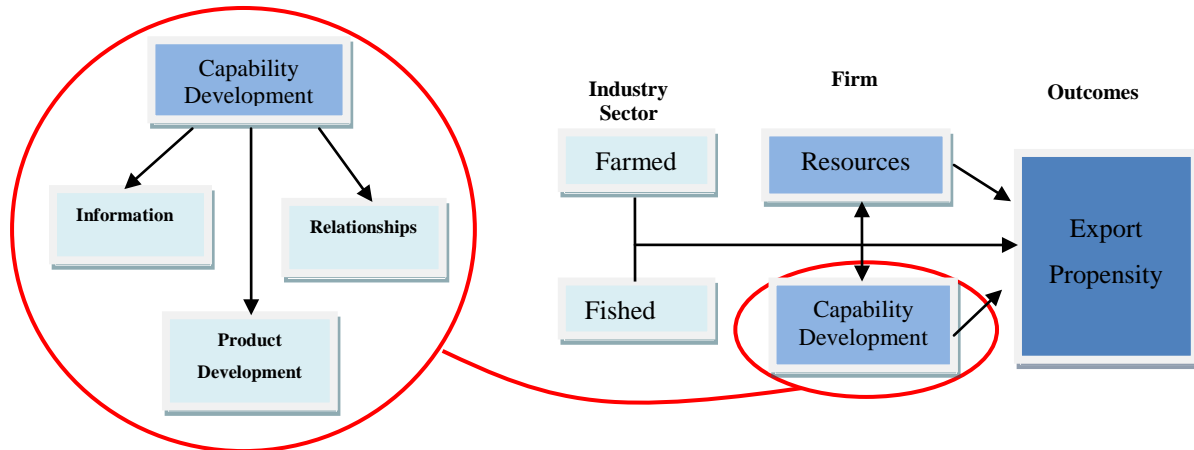 Capability
Development
Information
Relationships
Product
Development
Industry
Sector
Firm
Outcomes
Farmed
Resources
Fished
Capability
Development
Export
Propensity